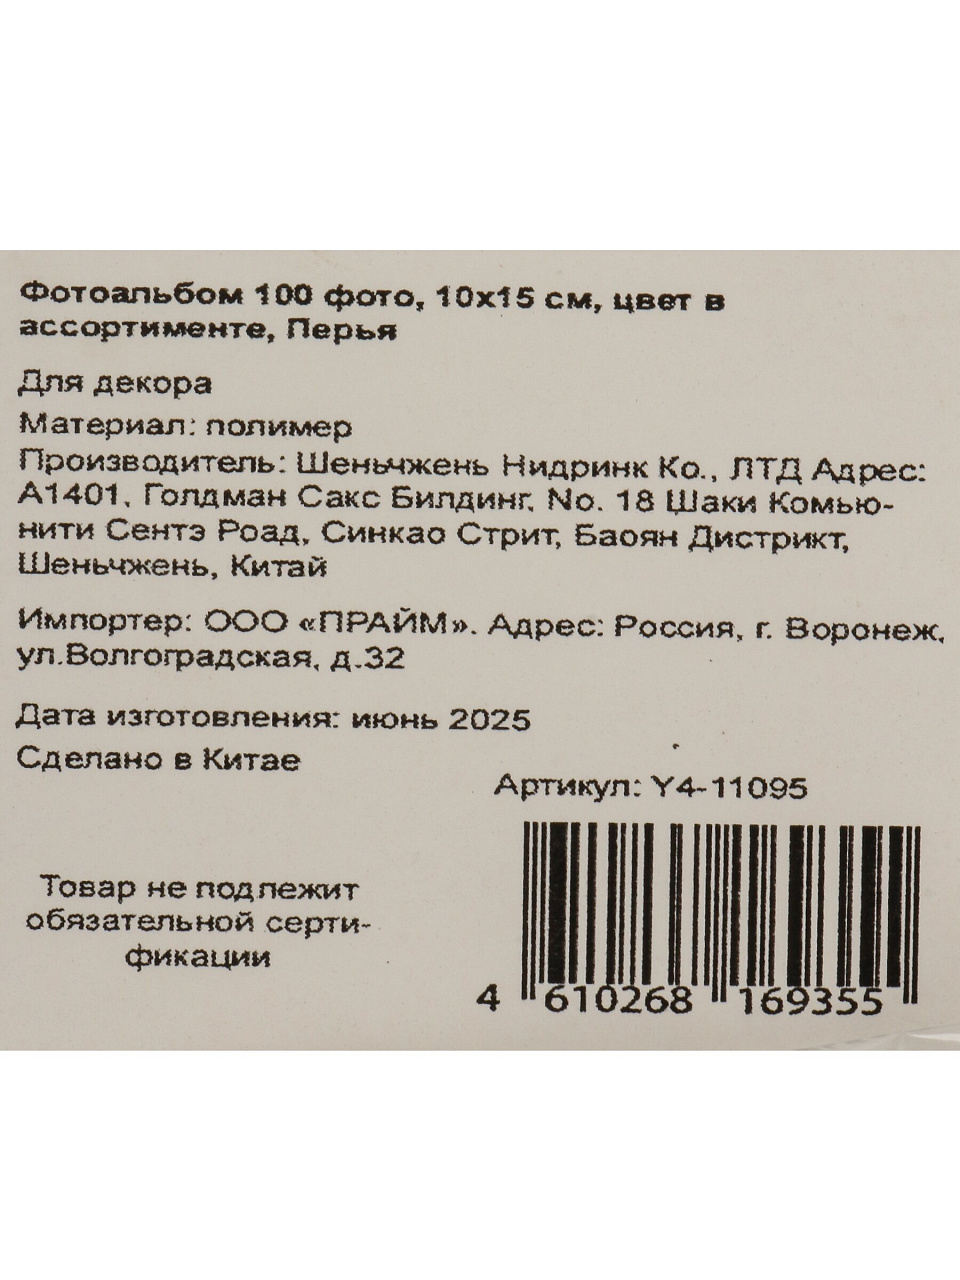 Фотоальбом 100 фото, 10х15 см, цвет в
ассортименте, Перья
Для декора
Материал: полимер
Производитель: Шеньчжень Нидринк Ко., ЛТД Адрес:
А1401, Голдман Сакс Билдинг, No. 18 Шаки Комью-
нити Сентэ Роад, Синкао Стрит, Баоян Дистрикт,
Шеньчжень, Китай
Импортер: ООО «ПРАЙМ». Адрес: Россия, г. Воронеж,
ул.Волгоградская, д.32
Дата изготовления: июнь 2025
Сделано в Китае
Артикул: Y4-11095
Товар не подлежит
обязательной серти-
фикации
4 610268 169355